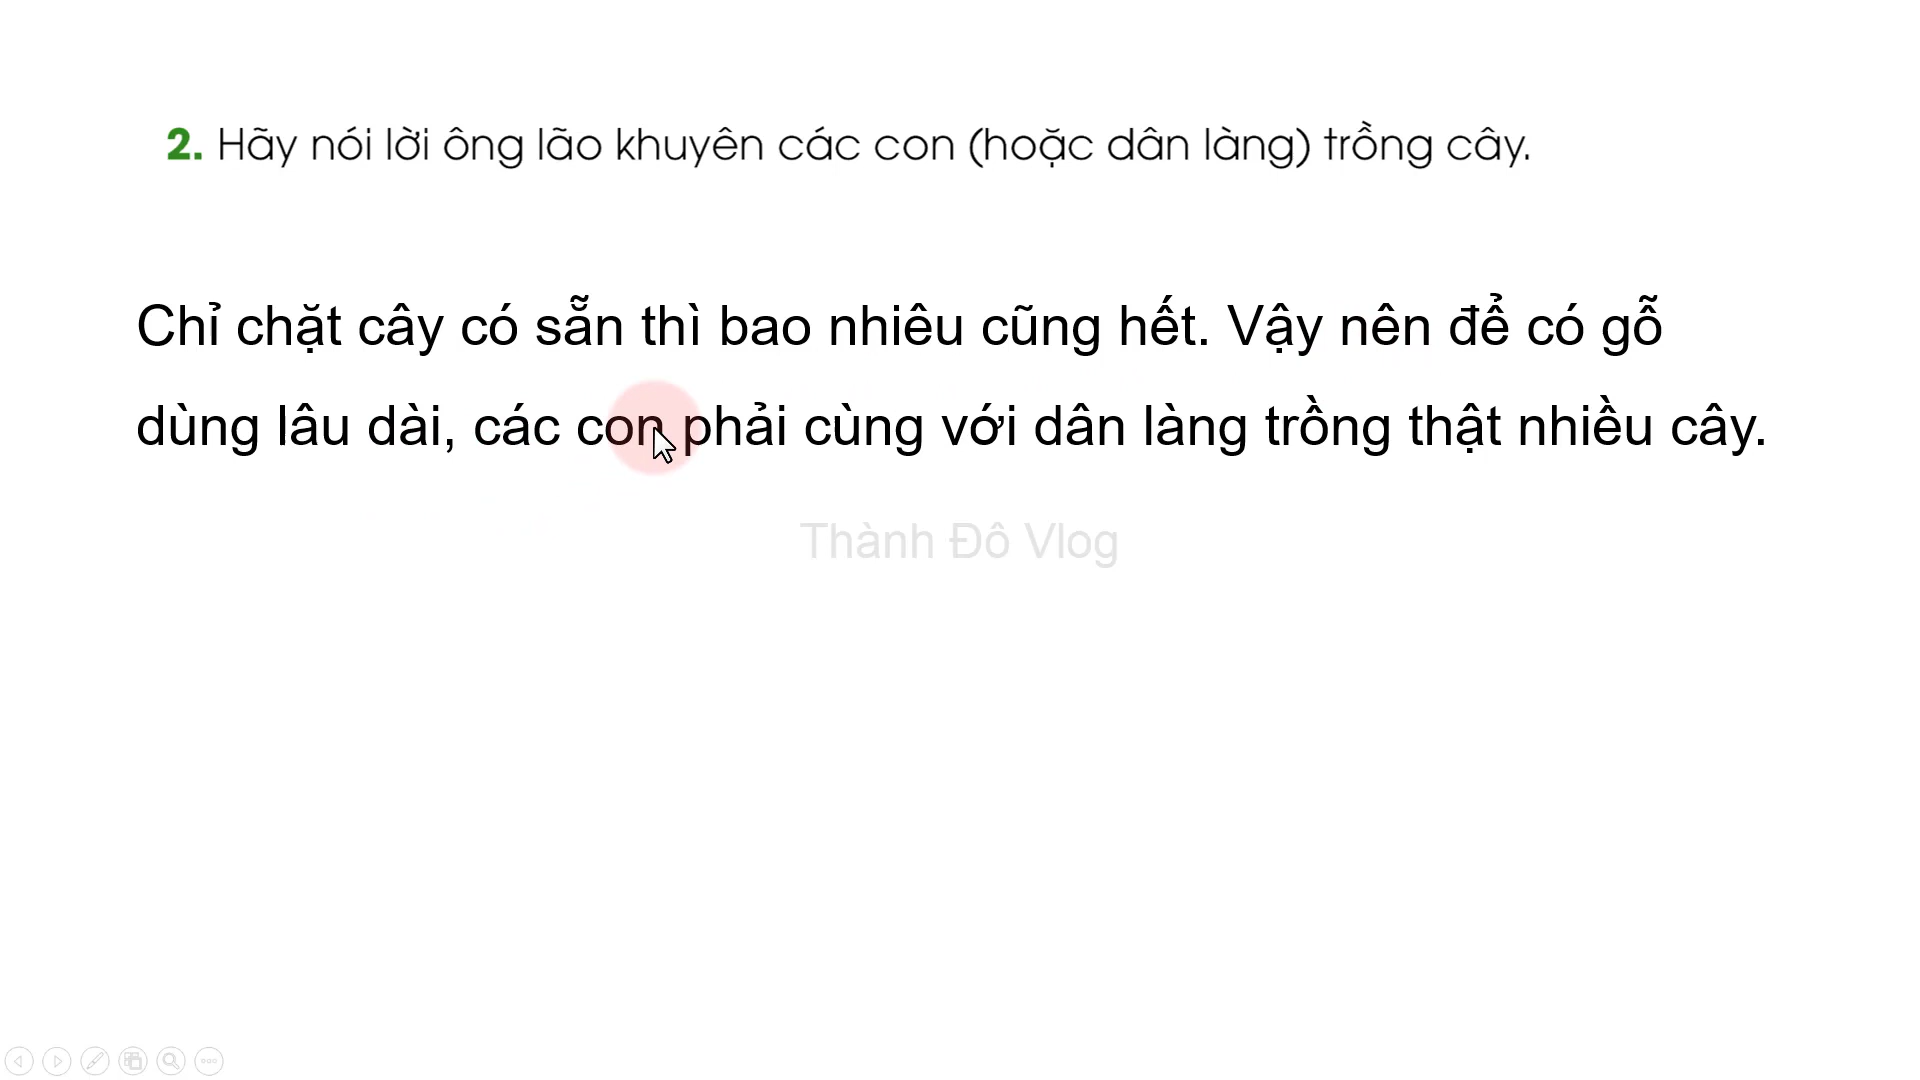 2. Hãy nói lời ông lão khuyên các con (hoặc dân làng) trồng cây.
Chỉ chặt cây có sẵn thì bao nhiêu cũng hết. Vậy nên để có gỗ
dùng lâu dài, các con phải cùng với dân làng trồng thật nhiều cây.
Thành Đô Vlog